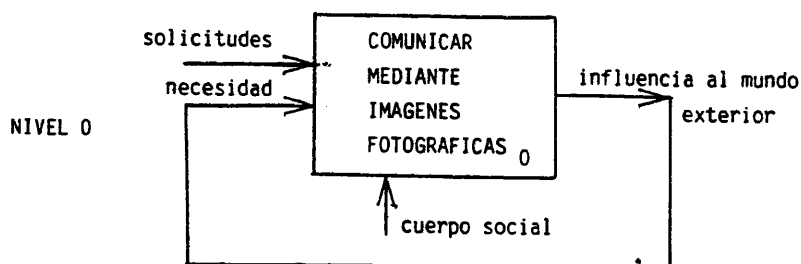 solicitudes
necesidad
NIVEL 0
COMUNICAR
MEDIANTE
IMAGENES
FOTOGRAFICAS 0
influencia al mundo
exterior
cuerpo social